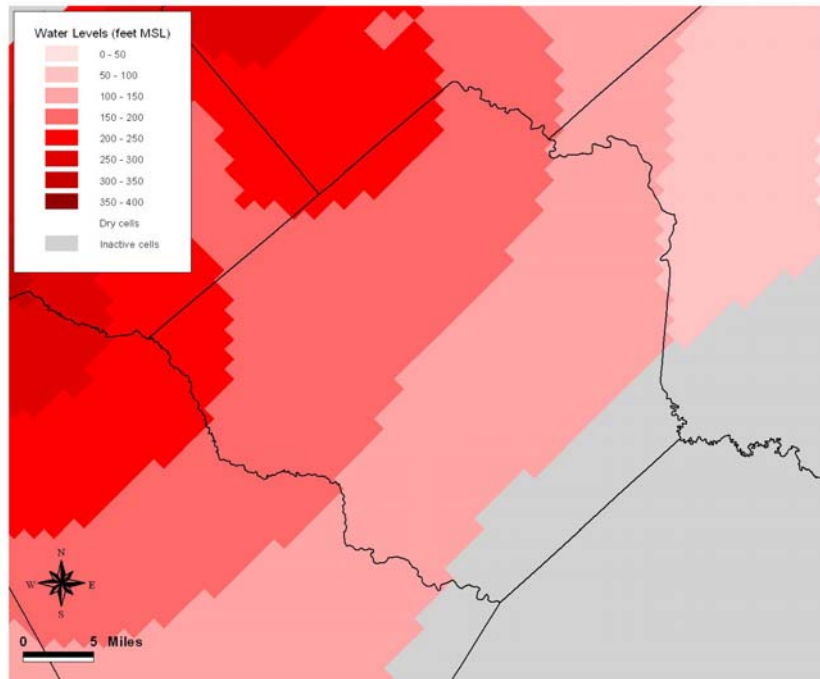 Water Levels (feet MSL)
0 - 50
50 - 100
100 - 150
150 - 200
200 - 250
250 - 300
300 - 350
350 - 400
Dry cells
Inactive cells
N
W E
S
0 5 Miles